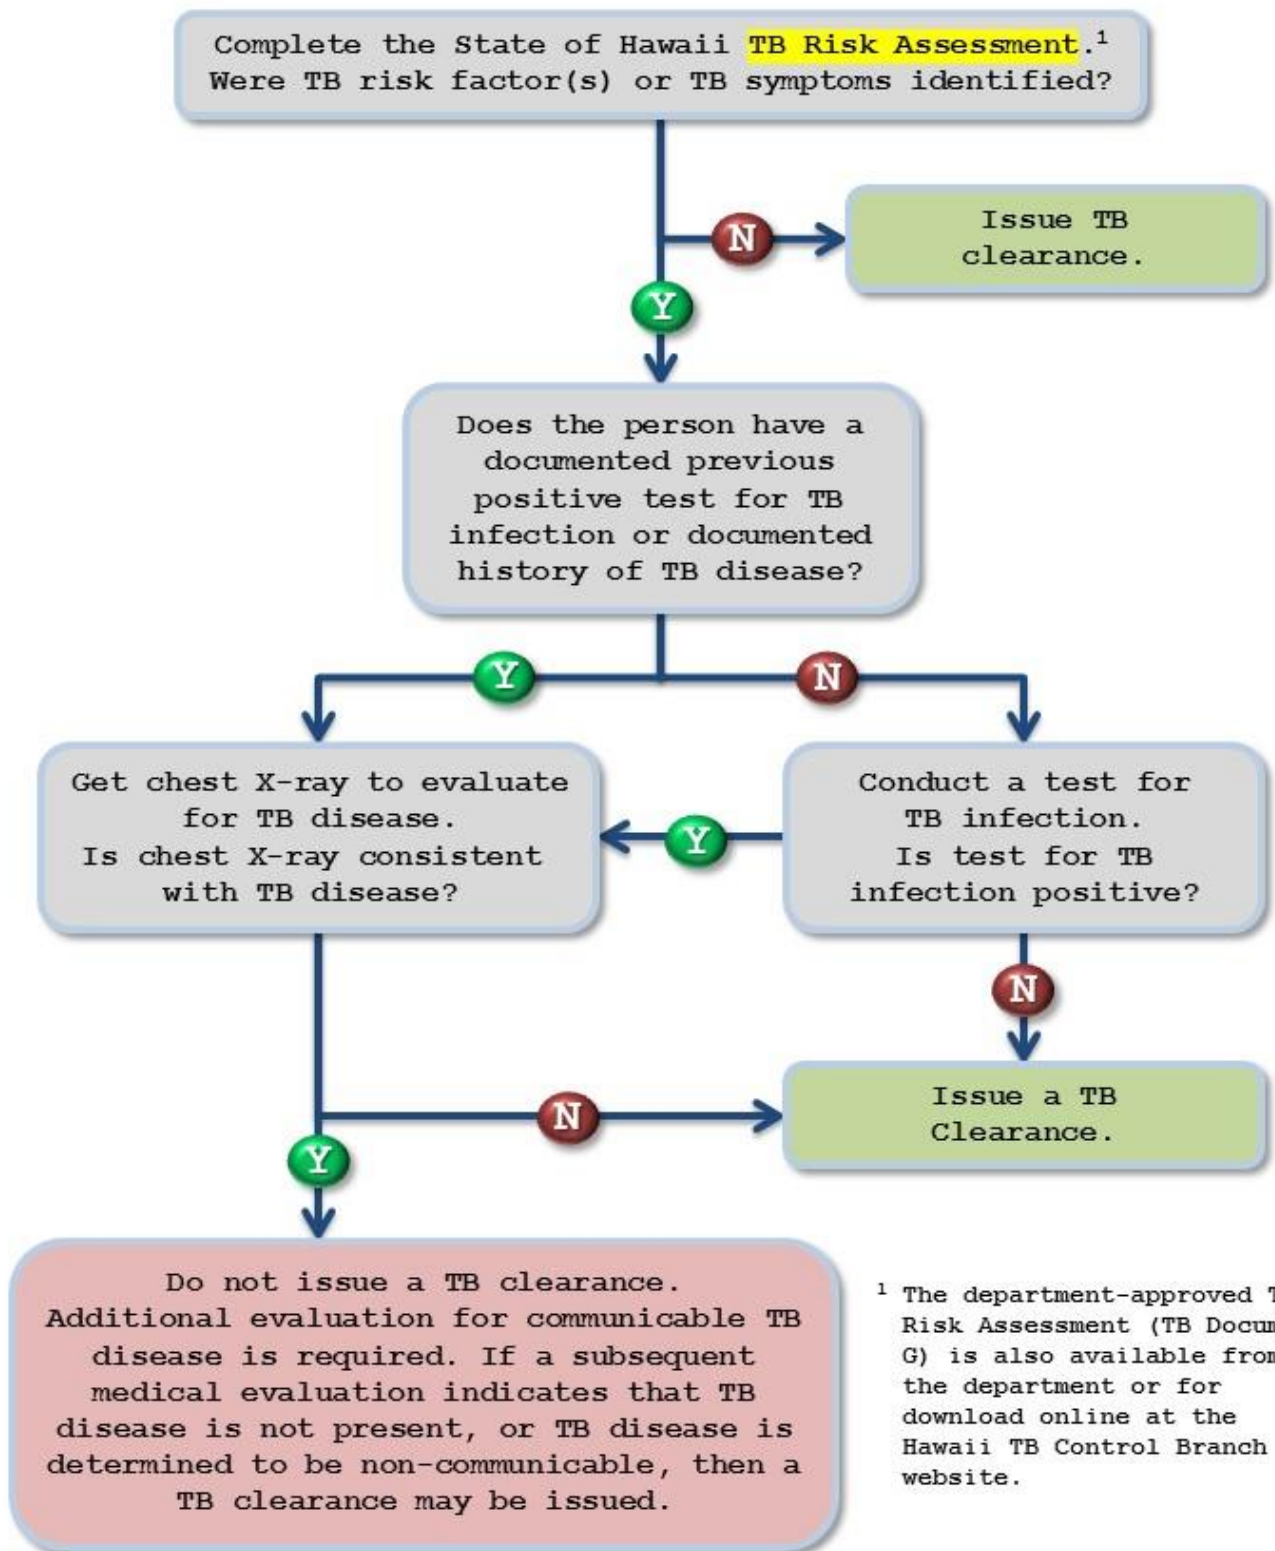 Complete the State of Hawaii TB Risk Assessment.¹
Were TB risk factor(s) or TB symptoms identified?
N
Issue TB
clearance.
Y
Does the person have a
documented previous
positive test for TB
infection or documented
history of TB disease?
Y
N
Get chest X-ray to evaluate
for TB disease.
Is chest X-ray consistent
with TB disease?
Y
Conduct a test for
TB infection.
Is test for TB
infection positive?
N
N
Issue a TB
Clearance.
Y
Do not issue a TB clearance.
Additional evaluation for communicable TB
disease is required. If a subsequent
medical evaluation indicates that TB
disease is not present, or TB disease is
determined to be non-communicable, then a
TB clearance may be issued.
¹ The department-approved
Risk Assessment (TB
G) is also available from
the department or for
download online at the
Hawaii TB Control Branch
website.